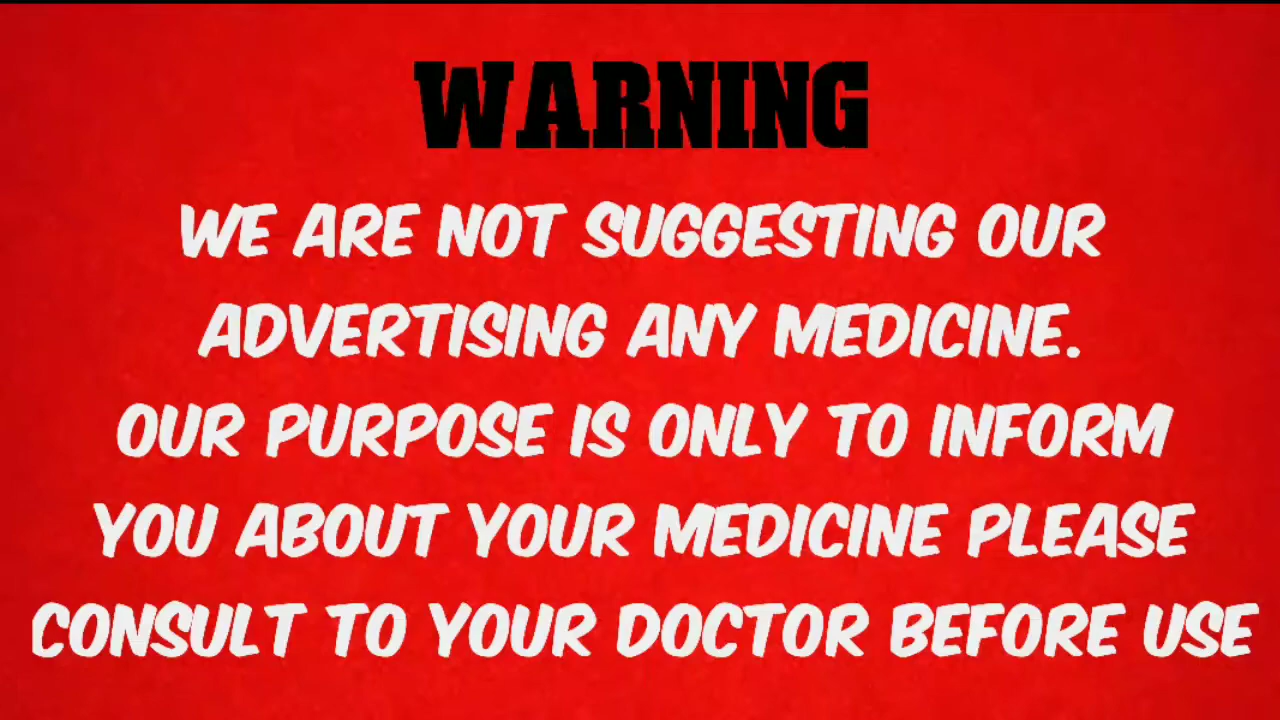 WARNING
WE ARE NOT SUGGESTING OUR
ADVERTISING ANY MEDICINE.
OUR PURPOSE IS ONLY TO INFORM
YOU ABOUT YOUR MEDICINE PLEASE
CONSULT TO YOUR DOCTOR BEFORE USE